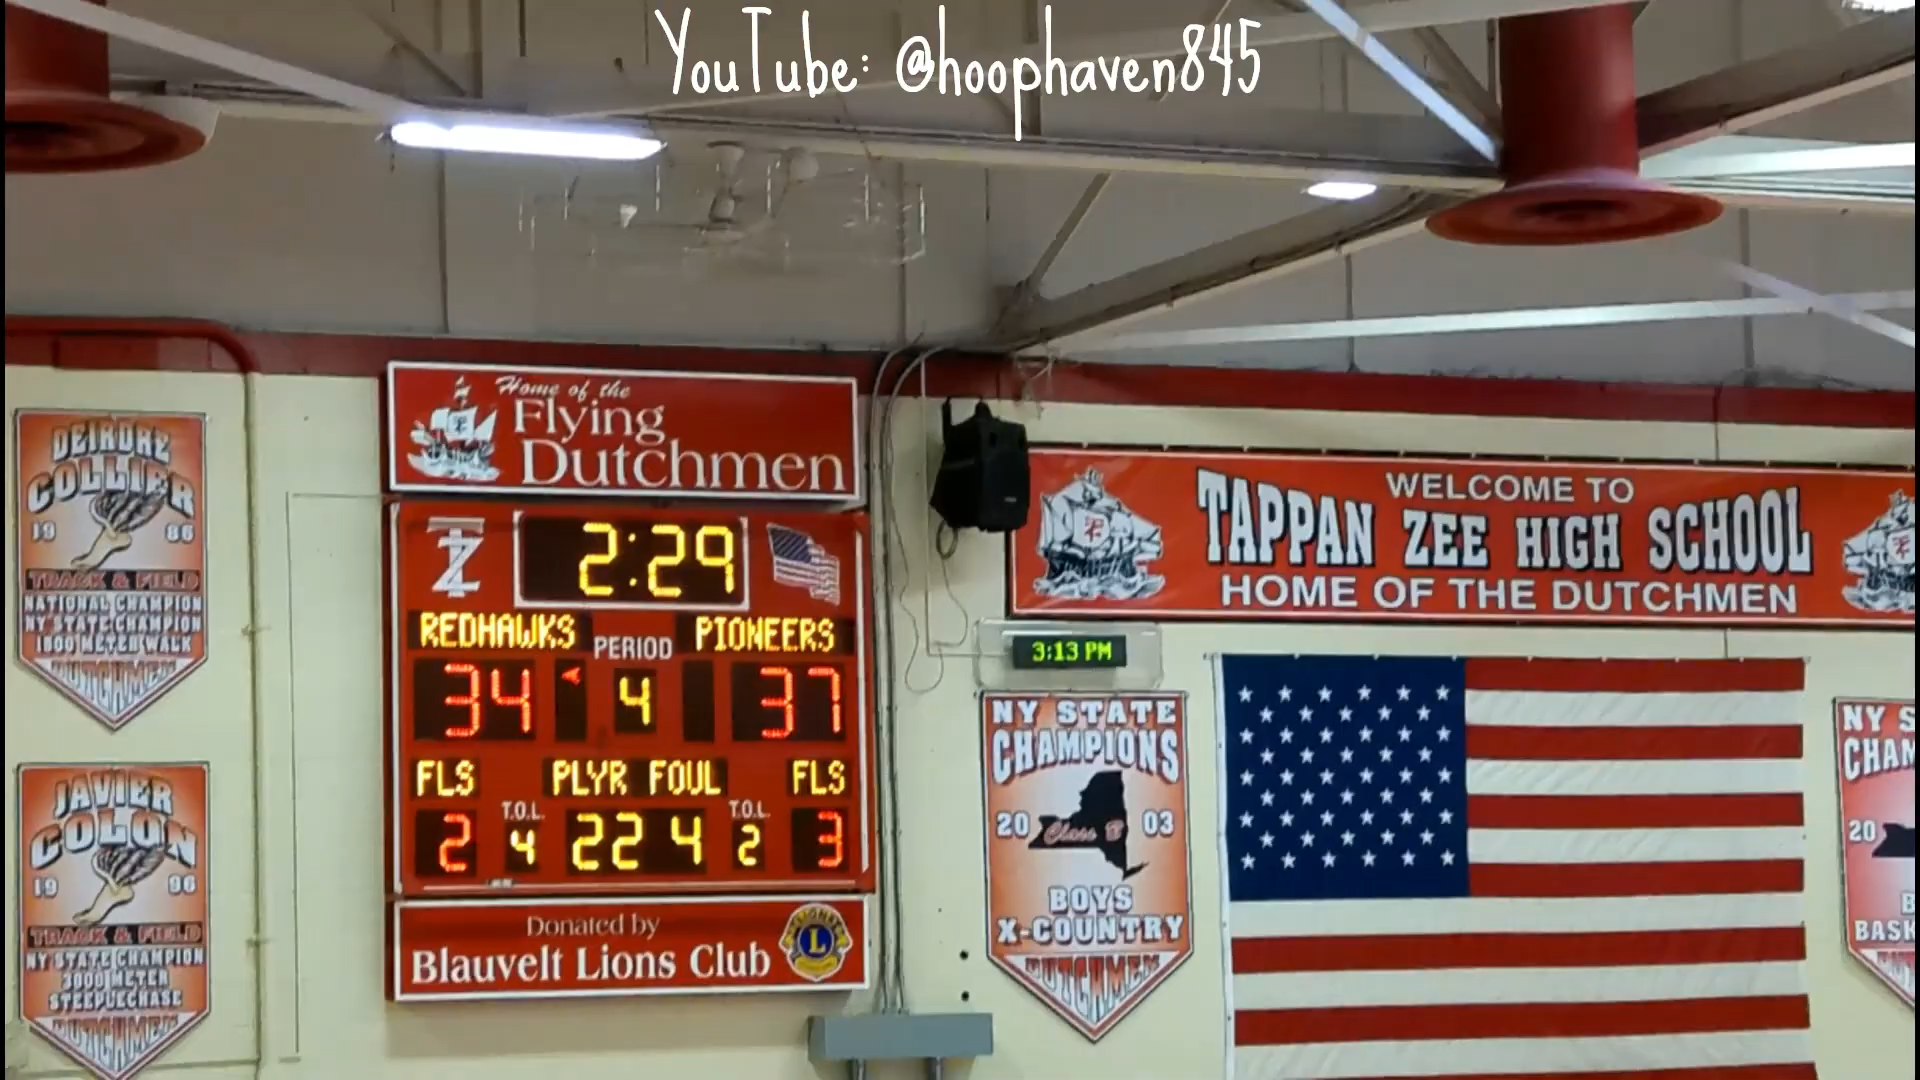 YouTube: @hoophaven845
DEIRDRE
COLLIER
19 86
TRACK & FIELD
NATIONAL CHAMPION
NY STATE CHAMPION
1500 METER WALK
DUTCHMEN
JAVIER
COLON
19 96
TRACK & FIELD
NY STATE CHAMPION
3000 METER
STEEPLECHASE
DUTCHMEN
Home of the
Flying
Dutchmen
TZ
2:29
REDHAWKS PERIOD PIONEERS
34 4 37
FLS PLYR FOUL FLS
T.O.L. T.O.L.
2 4 22 4 2 3
Donated by
Blauvelt Lions Club
L
WELCOME TO
TAPPAN ZEE HIGH SCHOOL
HOME OF THE DUTCHMEN
3:13 PM
NY STATE
CHAMPIONS
20 03
Class B
BOYS
X-COUNTRY
DUTCHMEN
NY S
CHAM
20
B
BASK